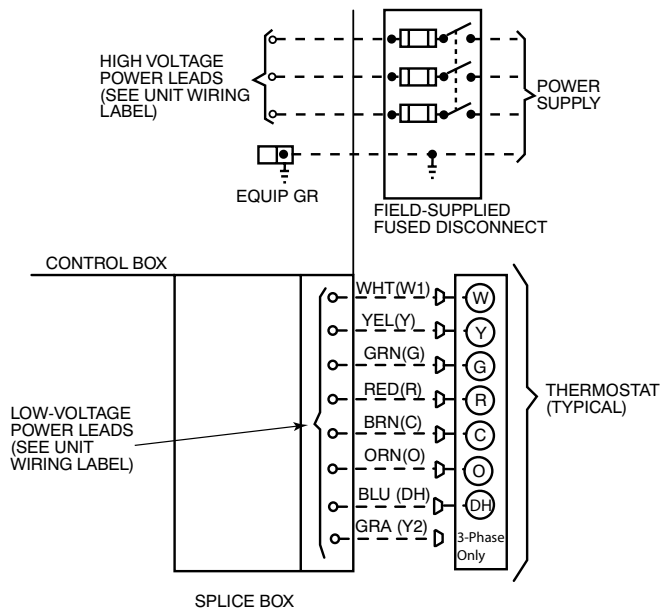 HIGH VOLTAGE
POWER LEADS
(SEE UNIT WIRING
LABEL)
POWER
SUPPLY
EQUIP GR
FIELD-SUPPLIED
FUSED DISCONNECT
CONTROL BOX
WHT(W1)
W
YEL(Y)
Y
GRN(G)
G
RED(R)
R
BRN(C)
C
ORN(O)
O
BLU (DH)
DH
GRA (Y2)
3-Phase
Only
THERMOSTAT
(TYPICAL)
LOW-VOLTAGE
POWER LEADS
(SEE UNIT
WIRING LABEL)
SPLICE BOX